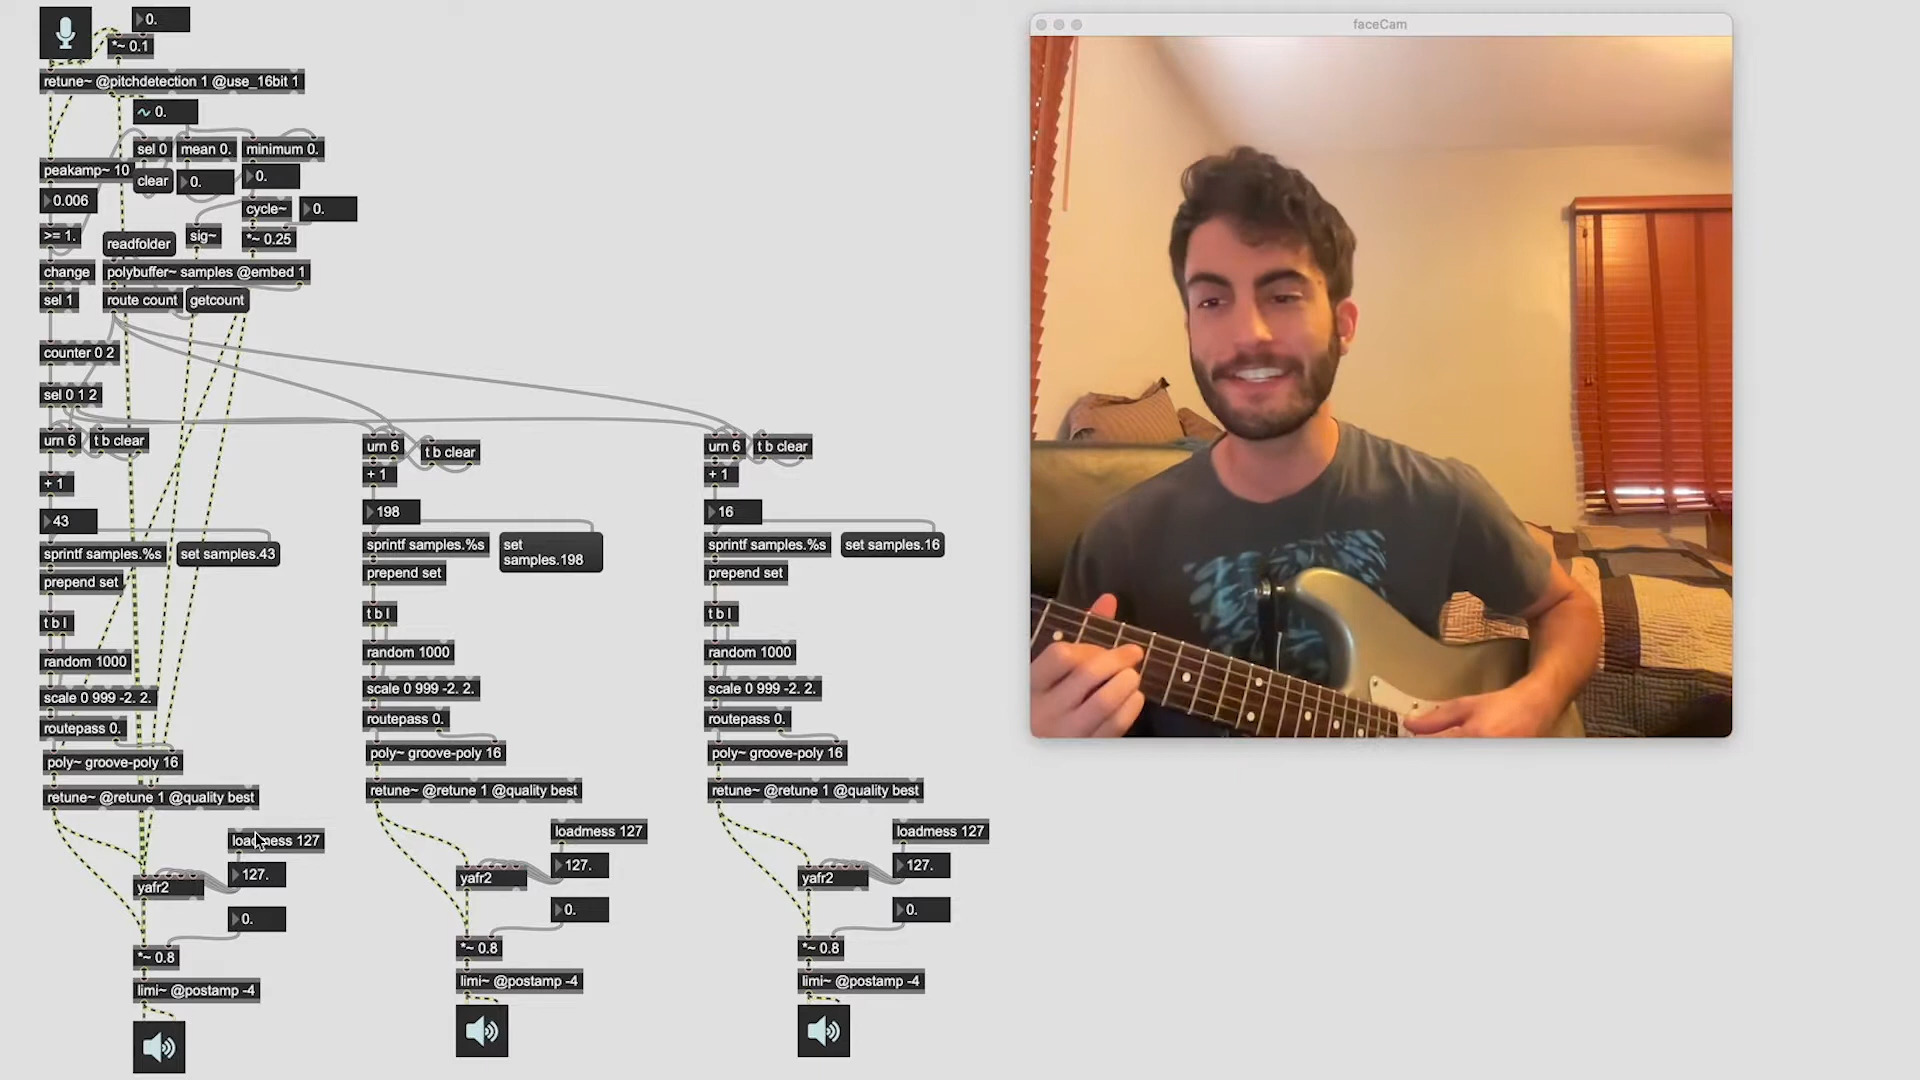 faceCam
0.
*~ 0.1
retune~ @pitchdetection 1 @use_16bit 1
0.
sel 0 mean 0. minimum 0.
peakamp~ 10
clear 0. 0.
0.006
cycle~ 0.
>= 1.
readfolder sig~ *~ 0.25
change polybuffer~ samples @embed 1
sel 1 route count getcount
counter 0 2
sel 0 1 2
urn 6 t b clear
+ 1
43
sprintf samples.%s set samples.43
prepend set
t b l
random 1000
scale 0 999 -2. 2.
routepass 0.
poly~ groove-poly 16
retune~ @retune 1 @quality best
loadmess 127
127.
yafr2
0.
*~ 0.8
limi~ @postamp -4
urn 6 t b clear
+ 1
198
sprintf samples.%s set
samples.198
prepend set
t b l
random 1000
scale 0 999 -2. 2.
routepass 0.
poly~ groove-poly 16
retune~ @retune 1 @quality best
loadmess 127
127.
yafr2
0.
*~ 0.8
limi~ @postamp -4
urn 6 t b clear
+ 1
16
sprintf samples.%s set samples.16
prepend set
t b l
random 1000
scale 0 999 -2. 2.
routepass 0.
poly~ groove-poly 16
retune~ @retune 1 @quality best
loadmess 127
127.
yafr2
0.
*~ 0.8
limi~ @postamp -4